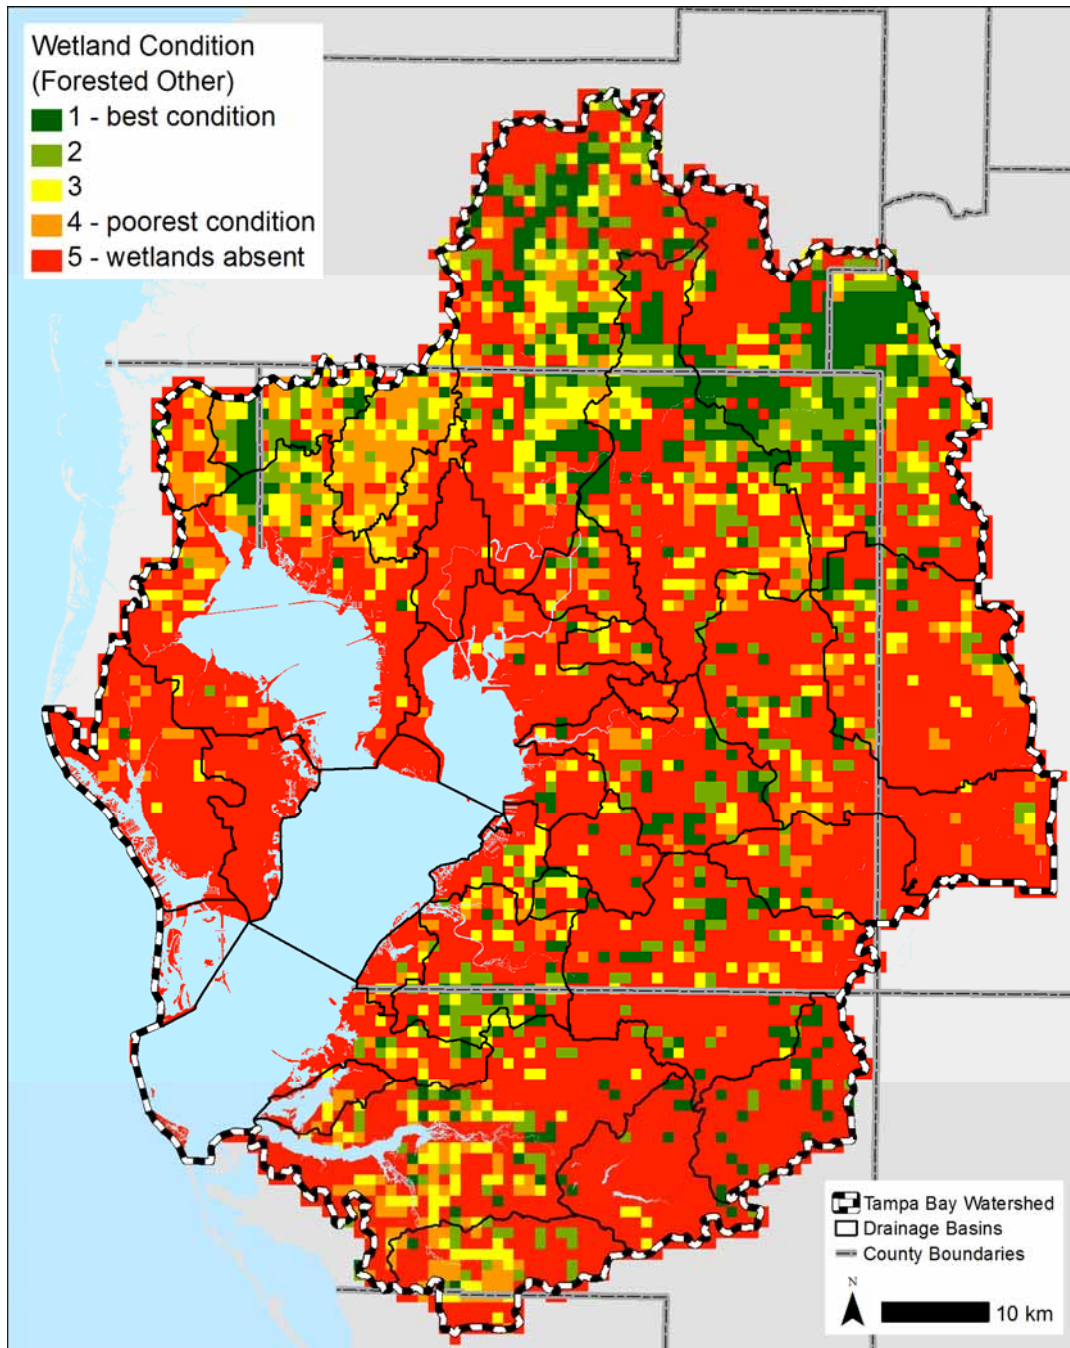 Wetland Condition
(Forested Other)
1 - best condition
2
3
4 - poorest condition
5 - wetlands absent
Tampa Bay Watershed
Drainage Basins
County Boundaries
N
10 km